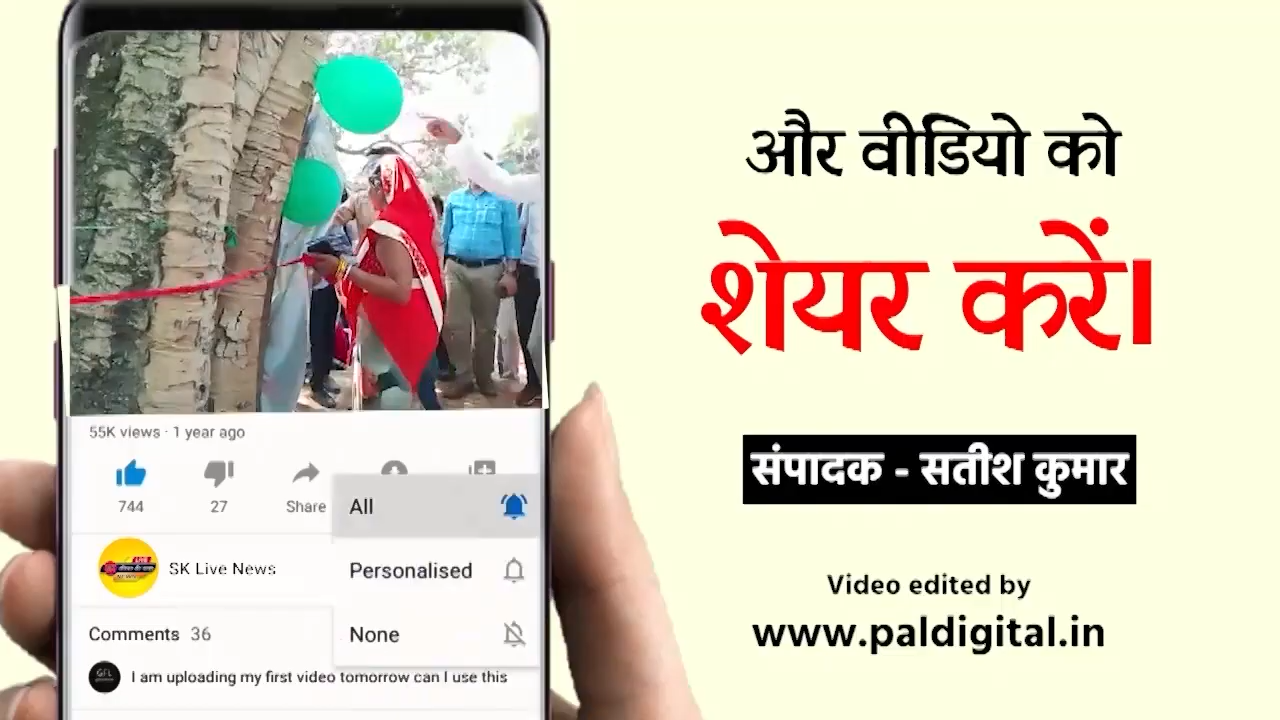 और वीडियो को
शेयर करें।
संपादक - सतीश कुमार
Video edited by
www.paldigital.in
55K views · 1 year ago
744
27
Share
All
Personalised
None
SK Live News
Comments 36
I am uploading my first video tomorrow can I use this